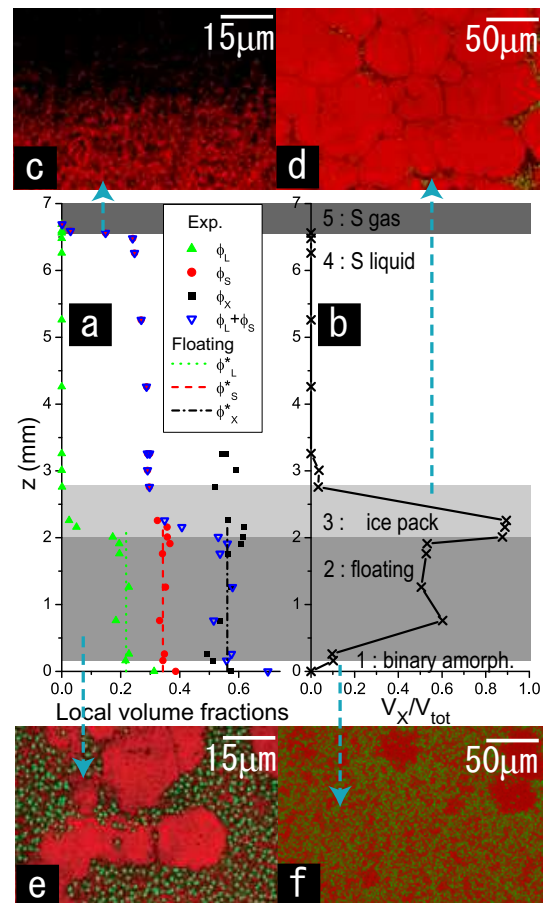 15μm
50μm
c
d
7
6
5
4
3
2
1
0
z (mm)
a
Exp.
ϕL
ϕS
ϕX
ϕL+ϕS
Floating
ϕ*L
ϕ*S
ϕ*X
b
5 : S gas
4 : S liquid
3 : ice pack
2 : floating
1 : binary amorph.
0.0 0.2 0.4 0.6 0.8
0.0 0.2 0.4 0.6 0.8 1.0
Local volume fractions
VX/Vtot
15μm
50μm
e
f